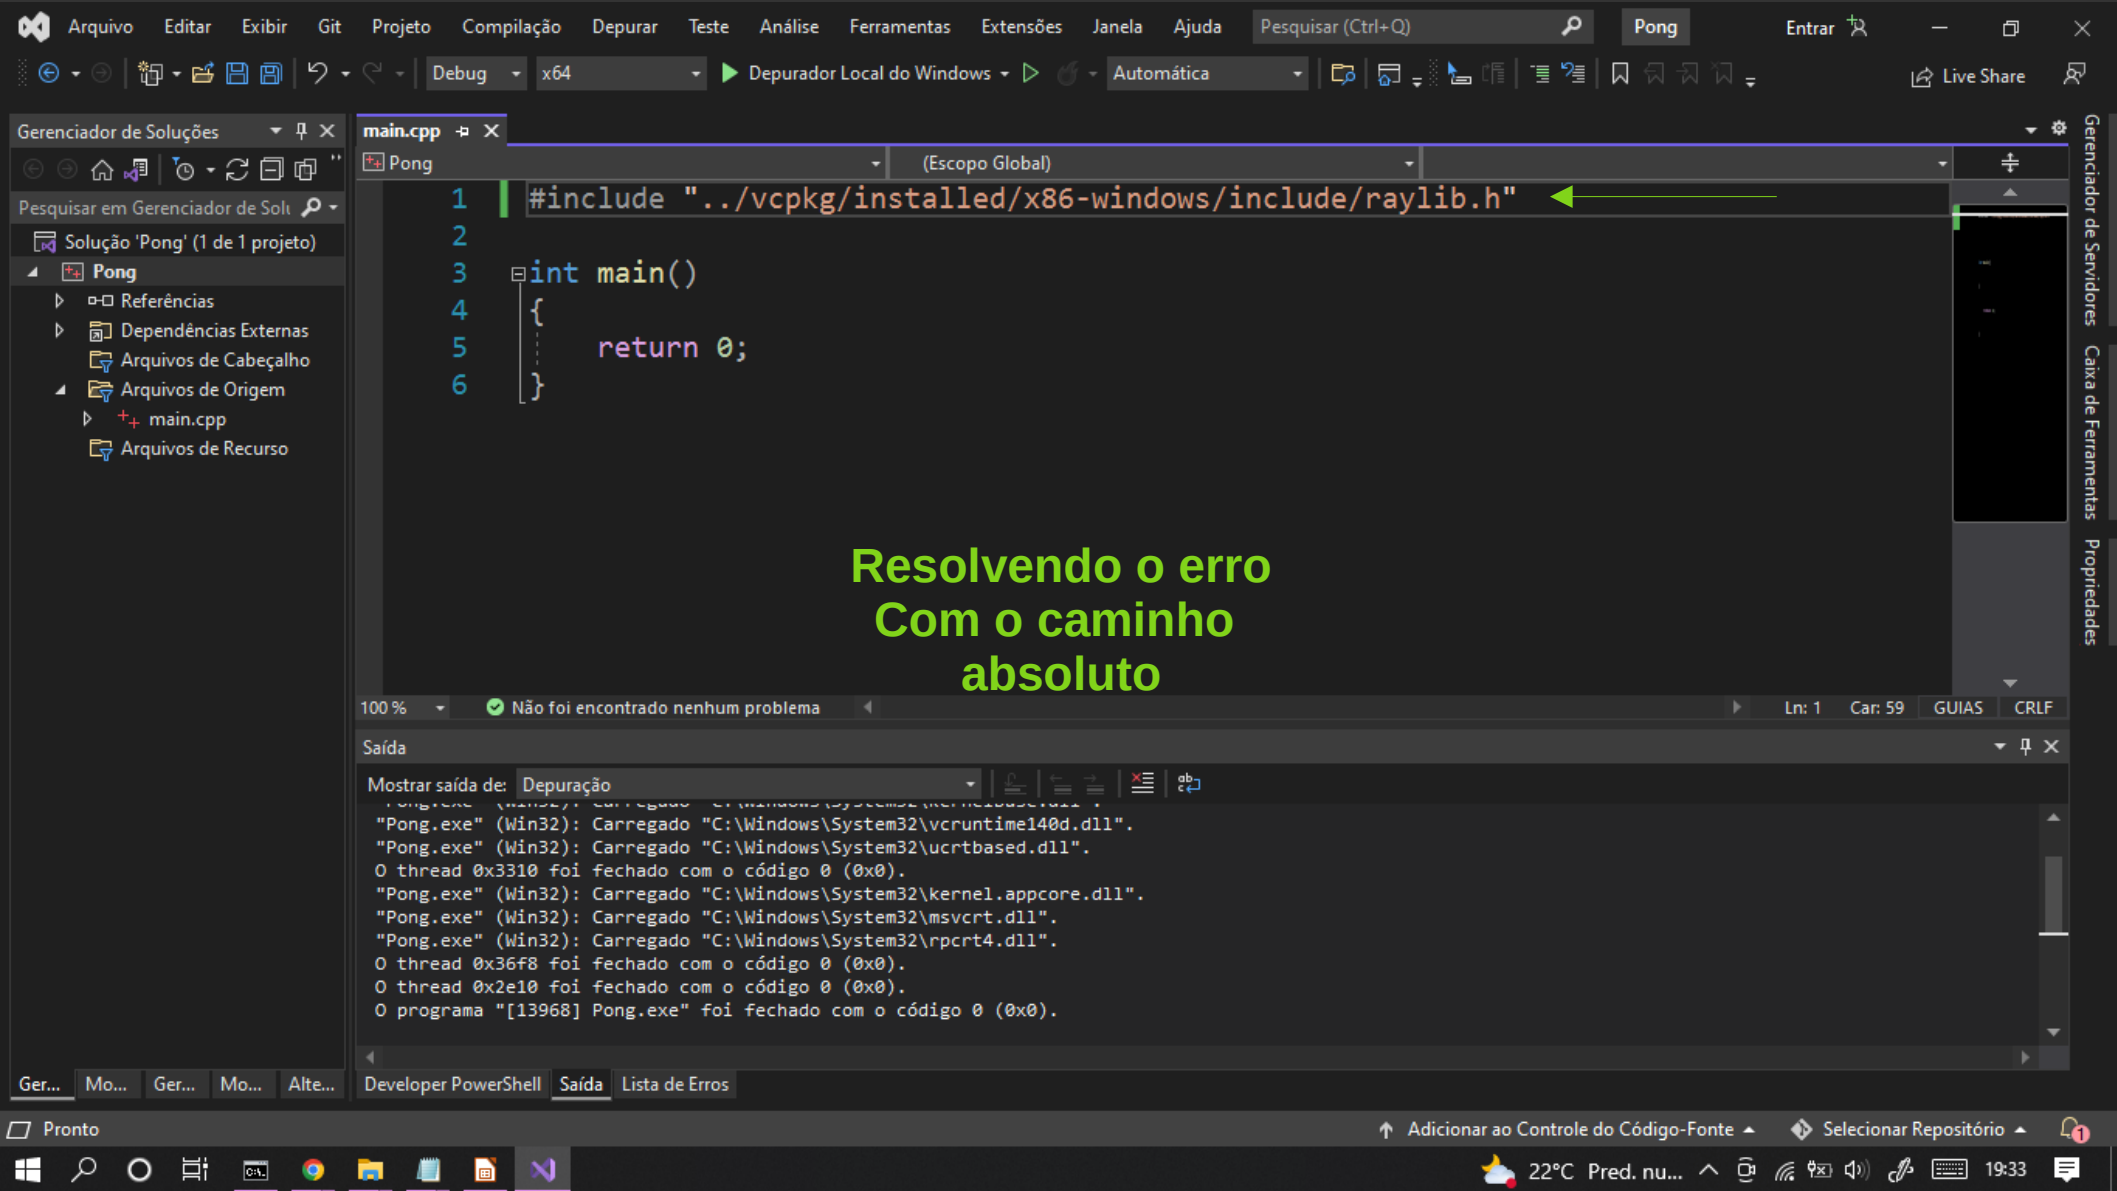 Arquivo Editar Exibir Git Projeto Compilação Depurar Teste Análise Ferramentas Extensões Janela Ajuda Pesquisar (Ctrl+Q) Pong Entrar
Debug x64 Depurador Local do Windows Automática Live Share
Gerenciador de Soluções
main.cpp
Pong (Escopo Global)
Pesquisar em Gerenciador de Solu
Solução 'Pong' (1 de 1 projeto)
Pong
Referências
Dependências Externas
Arquivos de Cabeçalho
Arquivos de Origem
main.cpp
Arquivos de Recurso
1 #include "../vcpkg/installed/x86-windows/include/raylib.h"
2
3 int main()
4 {
5 return 0;
6 }
Resolvendo o erro
Com o caminho
absoluto
100 % Não foi encontrado nenhum problema Ln: 1 Car: 59 GUIAS CRLF
Saída
Mostrar saída de: Depuração
"Pong.exe" (Win32): Carregado "C:\Windows\System32\KernelBase.dll".
"Pong.exe" (Win32): Carregado "C:\Windows\System32\vcruntime140d.dll".
"Pong.exe" (Win32): Carregado "C:\Windows\System32\ucrtbased.dll".
O thread 0x3310 foi fechado com o código 0 (0x0).
"Pong.exe" (Win32): Carregado "C:\Windows\System32\kernel.appcore.dll".
"Pong.exe" (Win32): Carregado "C:\Windows\System32\msvcrt.dll".
"Pong.exe" (Win32): Carregado "C:\Windows\System32\rpcrt4.dll".
O thread 0x36f8 foi fechado com o código 0 (0x0).
O thread 0x2e10 foi fechado com o código 0 (0x0).
O programa "[13968] Pong.exe" foi fechado com o código 0 (0x0).
Ger... Mo... Ger... Mo... Alte... Developer PowerShell Saída Lista de Erros
Gerenciador de Servidores
Caixa de Ferramentas
Propriedades
Pronto Adicionar ao Controle do Código-Fonte Selecionar Repositório 1
22°C Pred. nu... 19:33